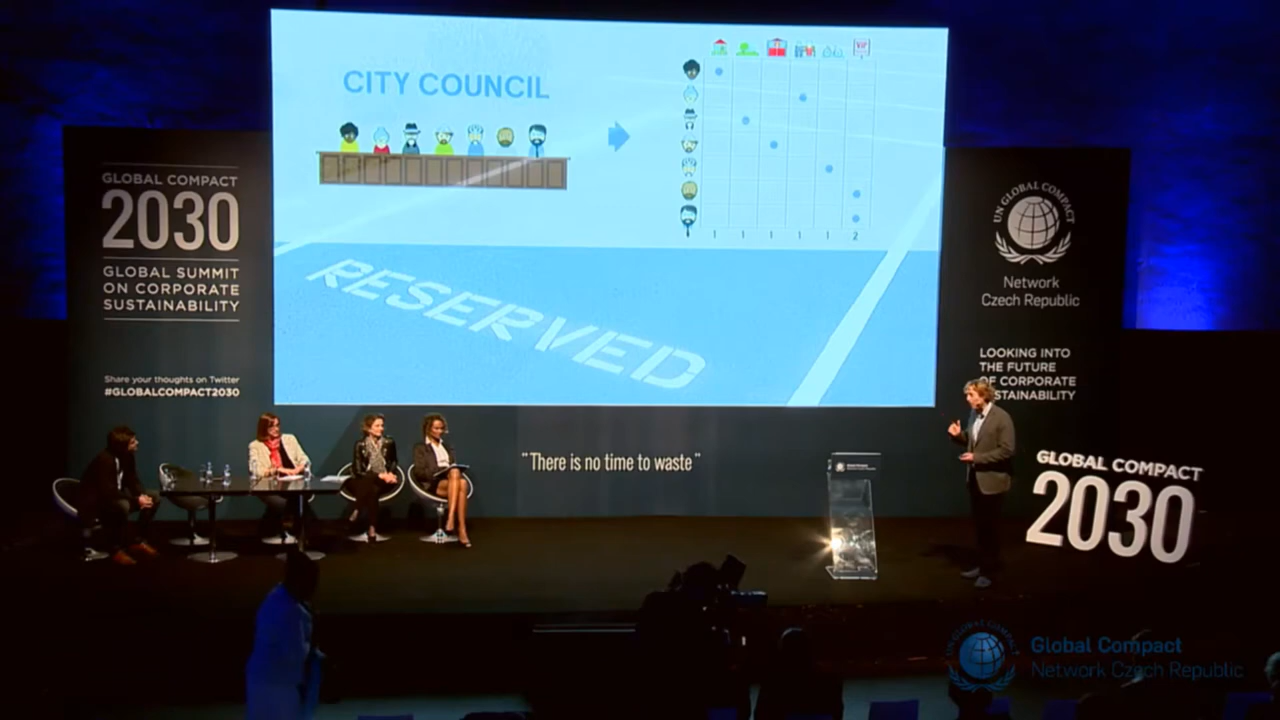 CITY COUNCIL
1 1 1 1 1 2
RESERVED
GLOBAL COMPACT
2030
GLOBAL SUMMIT
ON CORPORATE
SUSTAINABILITY
Share your thoughts on Twitter
#GLOBALCOMPACT2030
UN GLOBAL COMPACT
Network
Czech Republic
LOOKING INTO
THE FUTURE
OF CORPORATE
STAINABILITY
"There is no time to waste"
GLOBAL COMPACT
2030
Global Compact
Network Czech Republic